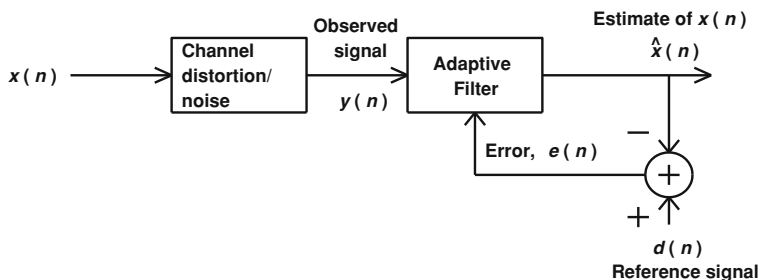 x(n)
Channel
distortion/
noise
Observed
signal
y(n)
Adaptive
Filter
Estimate of x(n)
x̂(n)
−
Error, e(n)
+
+
d(n)
Reference signal